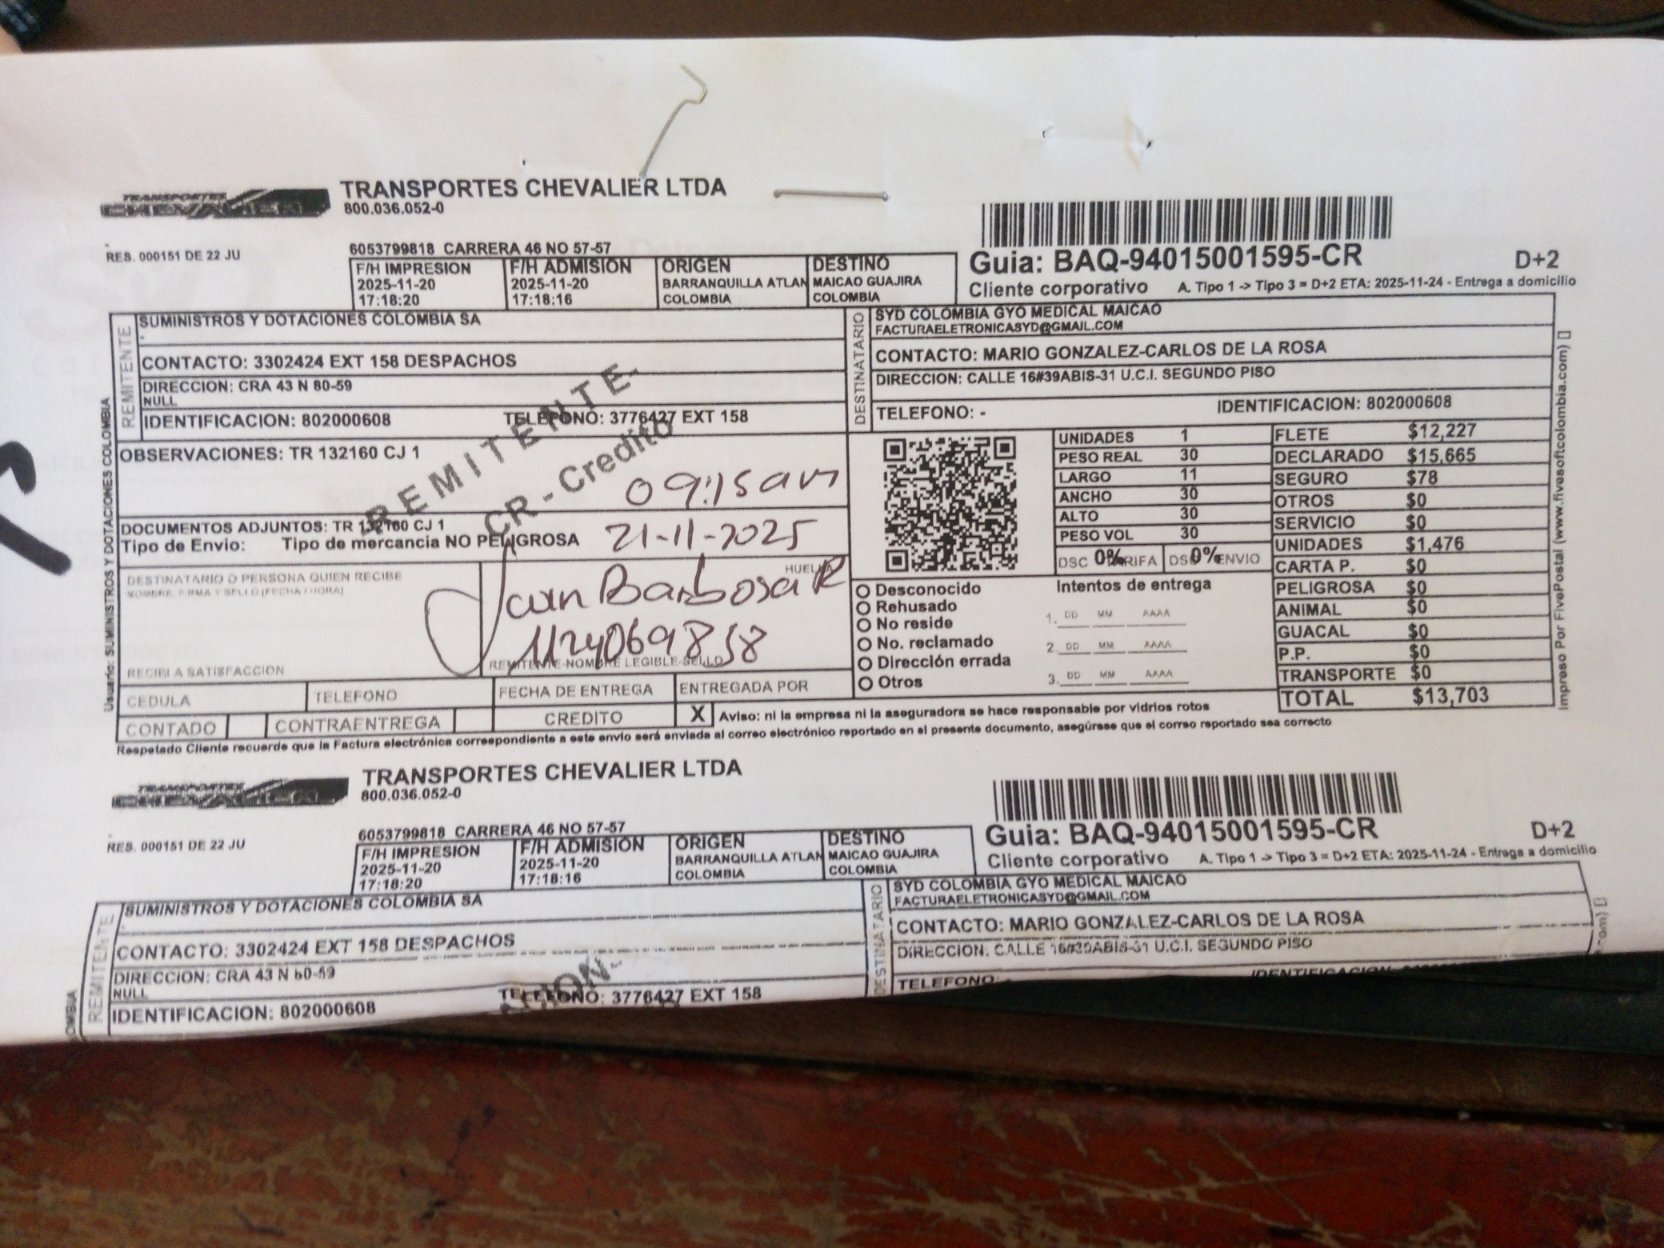 TRANSPORTES CHEVALIER
TRANSPORTES CHEVALIER LTDA
800.036.052-0
RES. 000151 DE 22 JU
6053799818 CARRERA 46 NO 57-57
F/H IMPRESION
2025-11-20
17:18:20
F/H ADMISION
2025-11-20
17:18:16
ORIGEN
BARRANQUILLA ATLAN
COLOMBIA
DESTINO
MAICAO GUAJIRA
COLOMBIA
Guia: BAQ-94015001595-CR
D+2
Cliente corporativo
A. Tipo 1 -> Tipo 3 = D+2 ETA: 2025-11-24 - Entrega a domicilio
Usuario: SUMINISTROS Y DOTACIONES COLOMBIA
REMITENTE
SUMINISTROS Y DOTACIONES COLOMBIA SA
-
CONTACTO: 3302424 EXT 158 DESPACHOS
DIRECCION: CRA 43 N 80-59
NULL
IDENTIFICACION: 802000608
TELEFONO: 3776427 EXT 158
DESTINATARIO
SYD COLOMBIA GYO MEDICAL MAICAO
FACTURAELETRONICASYD@GMAIL.COM
CONTACTO: MARIO GONZALEZ-CARLOS DE LA ROSA
DIRECCION: CALLE 16#39ABIS-31 U.C.I. SEGUNDO PISO
TELEFONO: -
IDENTIFICACION: 802000608
OBSERVACIONES: TR 132160 CJ 1
-REMITENTE-
CR - Credito
09:15am
DOCUMENTOS ADJUNTOS: TR 132160 CJ 1
Tipo de Envio:
Tipo de mercancia NO PELIGROSA
21-11-2025
DESTINATARIO O PERSONA QUIEN RECIBE
NOMBRE, FIRMA Y SELLO (FECHA / HORA)
HUELLA
Juan Barbosa R
1124069858
RECIBI A SATISFACCION
REMITENTE-NOMBRE LEGIBLE-SELLO
CEDULA
TELEFONO
FECHA DE ENTREGA
ENTREGADA POR
CONTADO
CONTRAENTREGA
CREDITO
X
Aviso: ni la empresa ni la aseguradora se hace responsable por vidrios rotos
Respetado Cliente recuerde que la Factura electrónica correspondiente a este envio será enviada al correo electrónico reportado en el presente documento, asegúrese que el correo reportado sea correcto
UNIDADES 1
PESO REAL 30
LARGO 11
ANCHO 30
ALTO 30
PESO VOL 30
DSC 0% TARIFA
DSC 0% ENVIO
Desconocido
Rehusado
No reside
No. reclamado
Dirección errada
Otros
Intentos de entrega
1. DD MM AAAA
2. DD MM AAAA
3. DD MM AAAA
FLETE $12,227
DECLARADO $15,665
SEGURO $78
OTROS $0
SERVICIO $0
UNIDADES $1,476
CARTA P. $0
PELIGROSA $0
ANIMAL $0
GUACAL $0
P.P. $0
TRANSPORTE $0
TOTAL $13,703
Impreso Por FivePostal (www.fivesoftcolombia.com)
TRANSPORTES CHEVALIER
TRANSPORTES CHEVALIER LTDA
800.036.052-0
RES. 000151 DE 22 JU
6053799818 CARRERA 46 NO 57-57
F/H IMPRESION
2025-11-20
17:18:20
F/H ADMISION
2025-11-20
17:18:16
ORIGEN
BARRANQUILLA ATLAN
COLOMBIA
DESTINO
MAICAO GUAJIRA
COLOMBIA
Guia: BAQ-94015001595-CR
D+2
Cliente corporativo
A. Tipo 1 -> Tipo 3 = D+2 ETA: 2025-11-24 - Entrega a domicilio
REMITENTE
SUMINISTROS Y DOTACIONES COLOMBIA SA
CONTACTO: 3302424 EXT 158 DESPACHOS
DIRECCION: CRA 43 N 80-59
NULL
IDENTIFICACION: 802000608
TELEFONO: 3776427 EXT 158
DESTINATARIO
SYD COLOMBIA GYO MEDICAL MAICAO
FACTURAELETRONICASYD@GMAIL.COM
CONTACTO: MARIO GONZALEZ-CARLOS DE LA ROSA
DIRECCION: CALLE 16#39ABIS-31 U.C.I. SEGUNDO PISO
TELEFONO: -
IDENTIFICACION: